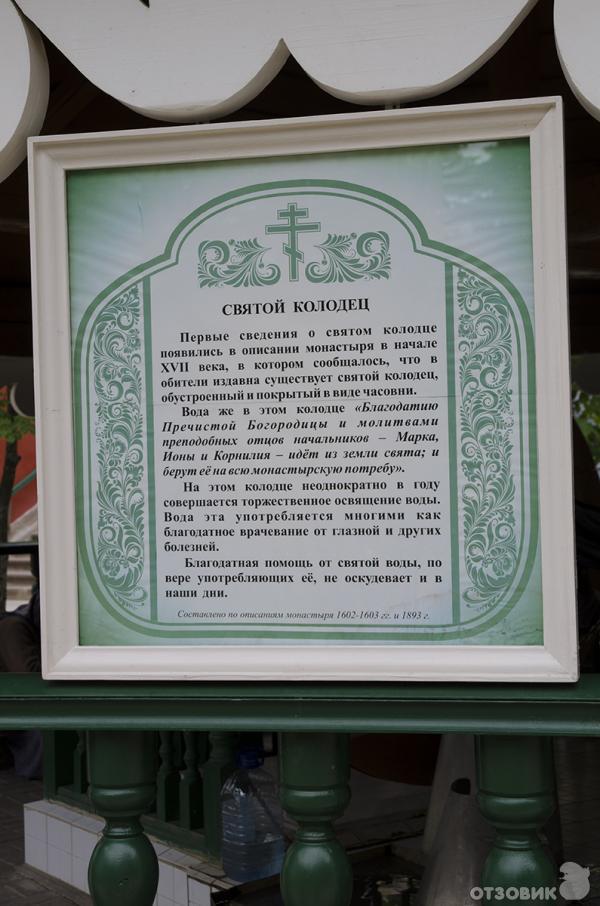 СВЯТОЙ КОЛОДЕЦ
Первые сведения о святом колодце
появились в описании монастыря в начале
XVII века, в котором сообщалось, что в
обители издавна существует святой колодец,
обустроенный и покрытый в виде часовни.
Вода же в этом колодце «Благодатию
Пречистой Богородицы и молитвами
преподобных отцов начальников – Марка,
Ионы и Корнилия – идёт из земли свята; и
берут её на всю монастырскую потребу».
На этом колодце неоднократно в году
совершается торжественное освящение воды.
Вода эта употребляется многими как
благодатное врачевание от глазной и других
болезней.
Благодатная помощь от святой воды, по
вере употребляющих её, не оскудевает и в
наши дни.
Составлено по описаниям монастыря 1602-1603 гг. и 1893 г.
ОТЗОВИК